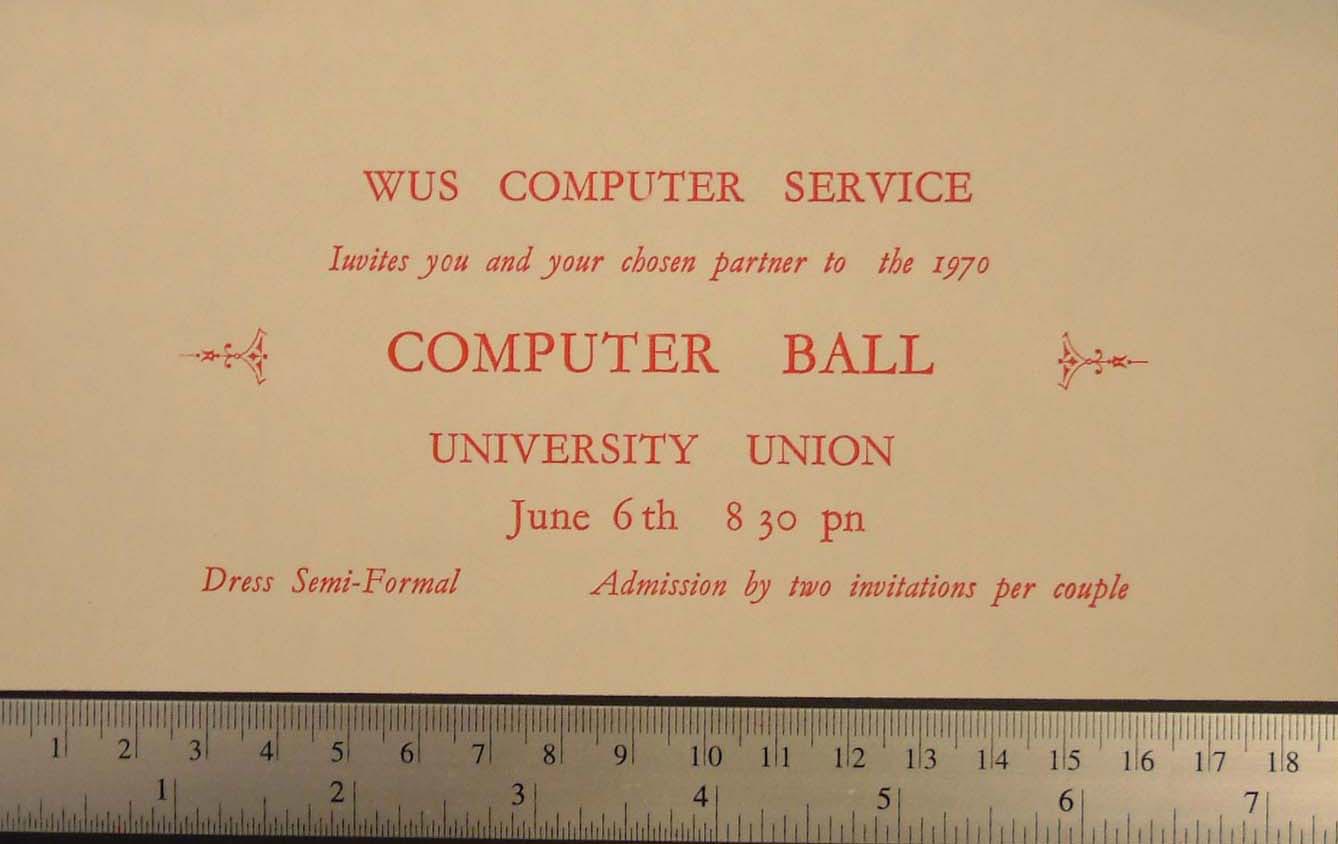 WUS COMPUTER SERVICE
Iuvites you and your chosen partner to the 1970
COMPUTER BALL
UNIVERSITY UNION
June 6th 8 30 pn
Dress Semi-Formal Admission by two invitations per couple
1 2 3 4 5 6 7 8 9 10 11 12 13 14 15 16 17 18
1 2 3 4 5 6 7